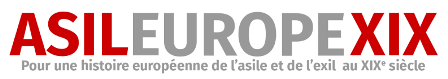 ASILEUROPEXIX
Pour une histoire européenne de l'asile et de l'exil au XIXᵉ siècle